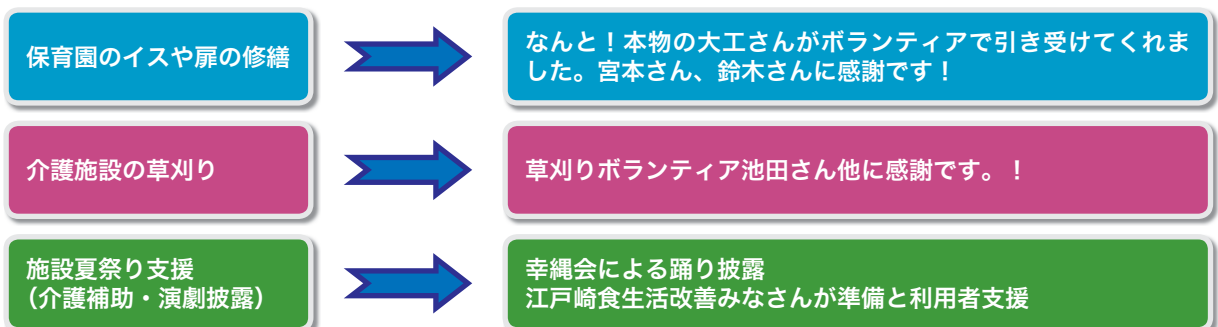 保育園のイスや扉の修繕
なんと！本物の大工さんがボランティアで引き受けてくれま
した。宮本さん、鈴木さんに感謝です！
介護施設の草刈り
草刈りボランティア池田さん他に感謝です。！
施設夏祭り支援
（介護補助・演劇披露）
幸縄会による踊り披露
江戸崎食生活改善みなさんが準備と利用者支援